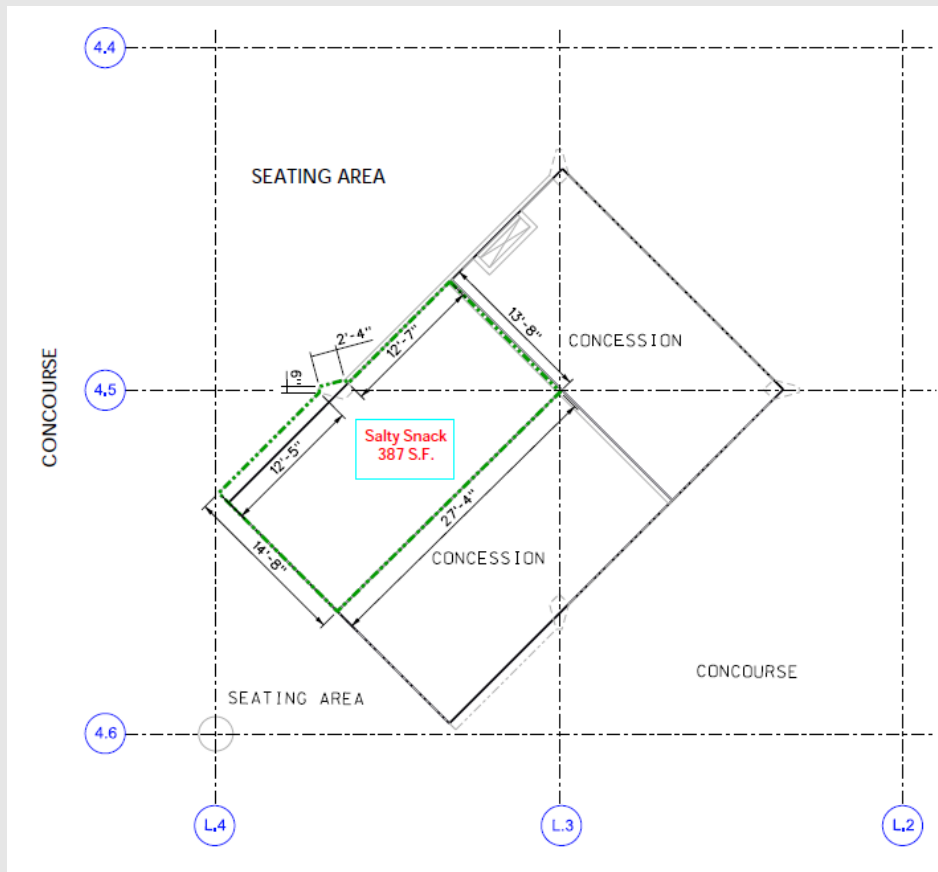 4.4
SEATING AREA
2'-4"
12'-7"
13'-8"
CONCESSION
6"
4.5
CONCOURSE
Salty Snack
387 S.F.
12'-5"
27'-4"
14'-8"
CONCESSION
CONCOURSE
SEATING AREA
4.6
L.4
L.3
L.2